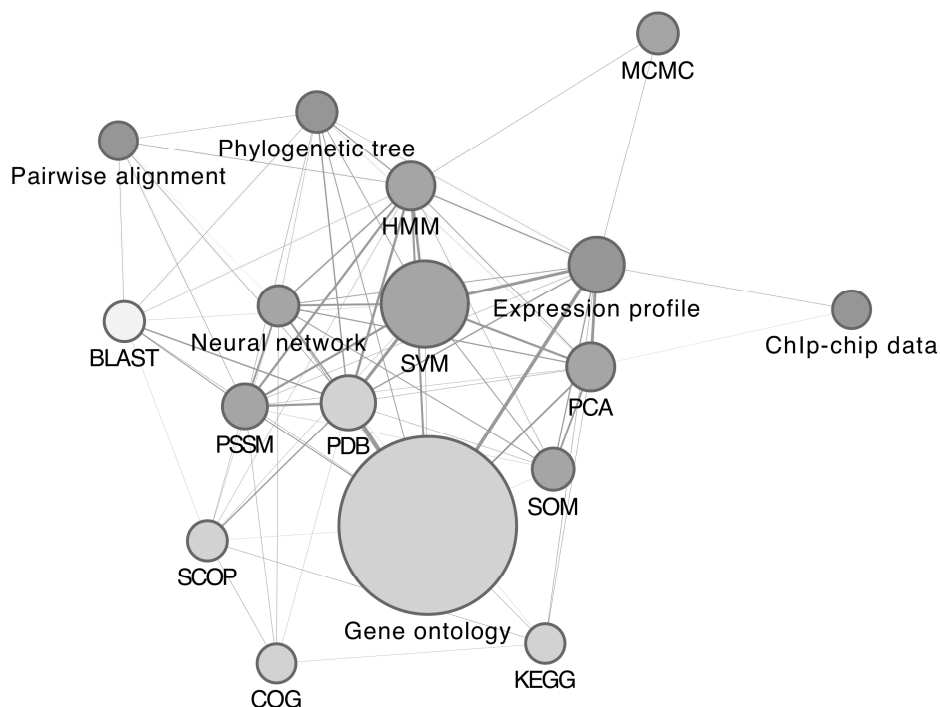 MCMC
Phylogenetic tree
Pairwise alignment
HMM
Expression profile
Neural network
ChIp-chip data
BLAST
SVM
PCA
PSSM
PDB
SOM
SCOP
Gene ontology
KEGG
COG